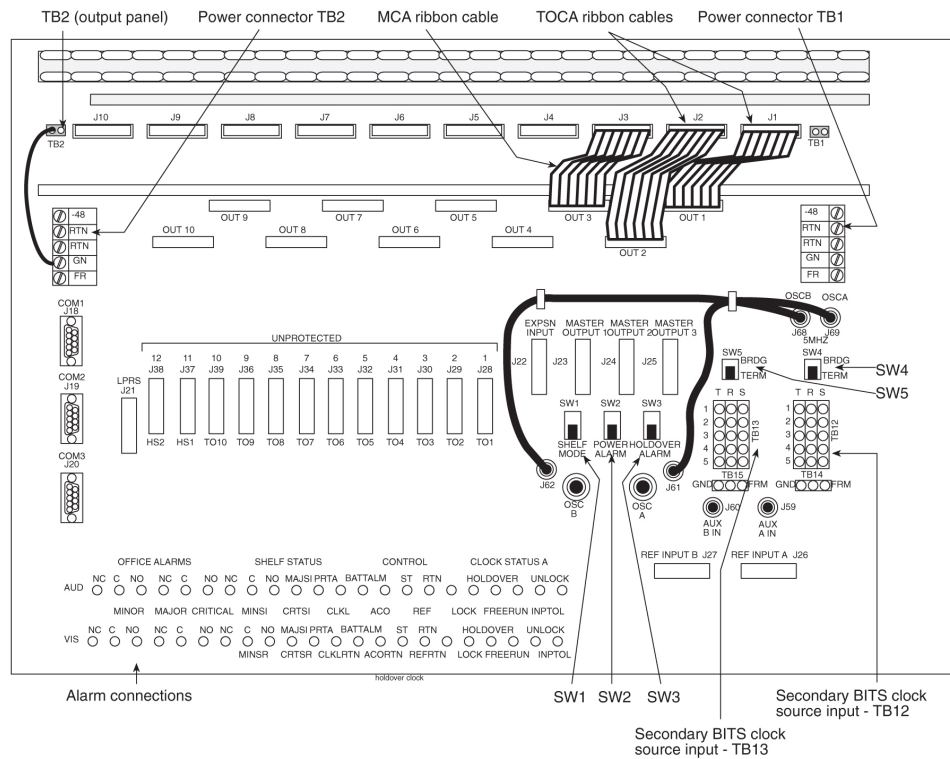 TB2 (output panel) Power connector TB2 MCA ribbon cable TOCA ribbon cables Power connector TB1
J10 J9 J8 J7 J6 J5 J4 J3 J2 J1
TB2 TB1
OUT 9 OUT 7 OUT 5 OUT 3 OUT 1
OUT 10 OUT 8 OUT 6 OUT 4 OUT 2
-48
RTN
RTN
GN
FR
-48
RTN
RTN
GN
FR
OSCB OSCA
J68 J69
5MHZ
COM1
J18
COM2
J19
COM3
J20
UNPROTECTED
12 11 10 9 8 7 6 5 4 3 2 1
J38 J37 J39 J36 J35 J34 J33 J32 J31 J30 J29 J28
LPRS
J21
HS2 HS1 TO10 TO9 TO8 TO7 TO6 TO5 TO4 TO3 TO2 TO1
EXPSN INPUT MASTER OUTPUT 1 MASTER OUTPUT 2 MASTER OUTPUT 3
J22 J23 J24 J25
SW1 SW2 SW3
SHELF MODE POWER ALARM HOLDOVER ALARM
J62 J61
OSC B OSC A
SW5 BRDG TERM
SW4 BRDG TERM
SW4
SW5
T R S T R S
1 1
2 2
3 3
4 4
5 5
TB13 TB12
TB15 TB14
GND FRM GND FRM
J60 J59
AUX B IN AUX A IN
REF INPUT B J27 REF INPUT A J26
OFFICE ALARMS SHELF STATUS CONTROL CLOCK STATUS A
NC C NO NC C NO NC C NO MAJSI PRTA BATTALM ST RTN HOLDOVER UNLOCK
AUD
MINOR MAJOR CRITICAL MINSI CRTSI CLKL ACO REF LOCK FREERUN INPTOL
NC C NO NC C NO NC C NO MAJSI PRTA BATTALM ST RTN HOLDOVER UNLOCK
VIS
MINSR CRTSR CLKLRTN ACORTN REFRTN LOCK FREERUN INPTOL
holdover clock
Alarm connections
SW1 SW2 SW3
Secondary BITS clock
source input - TB12
Secondary BITS clock
source input - TB13